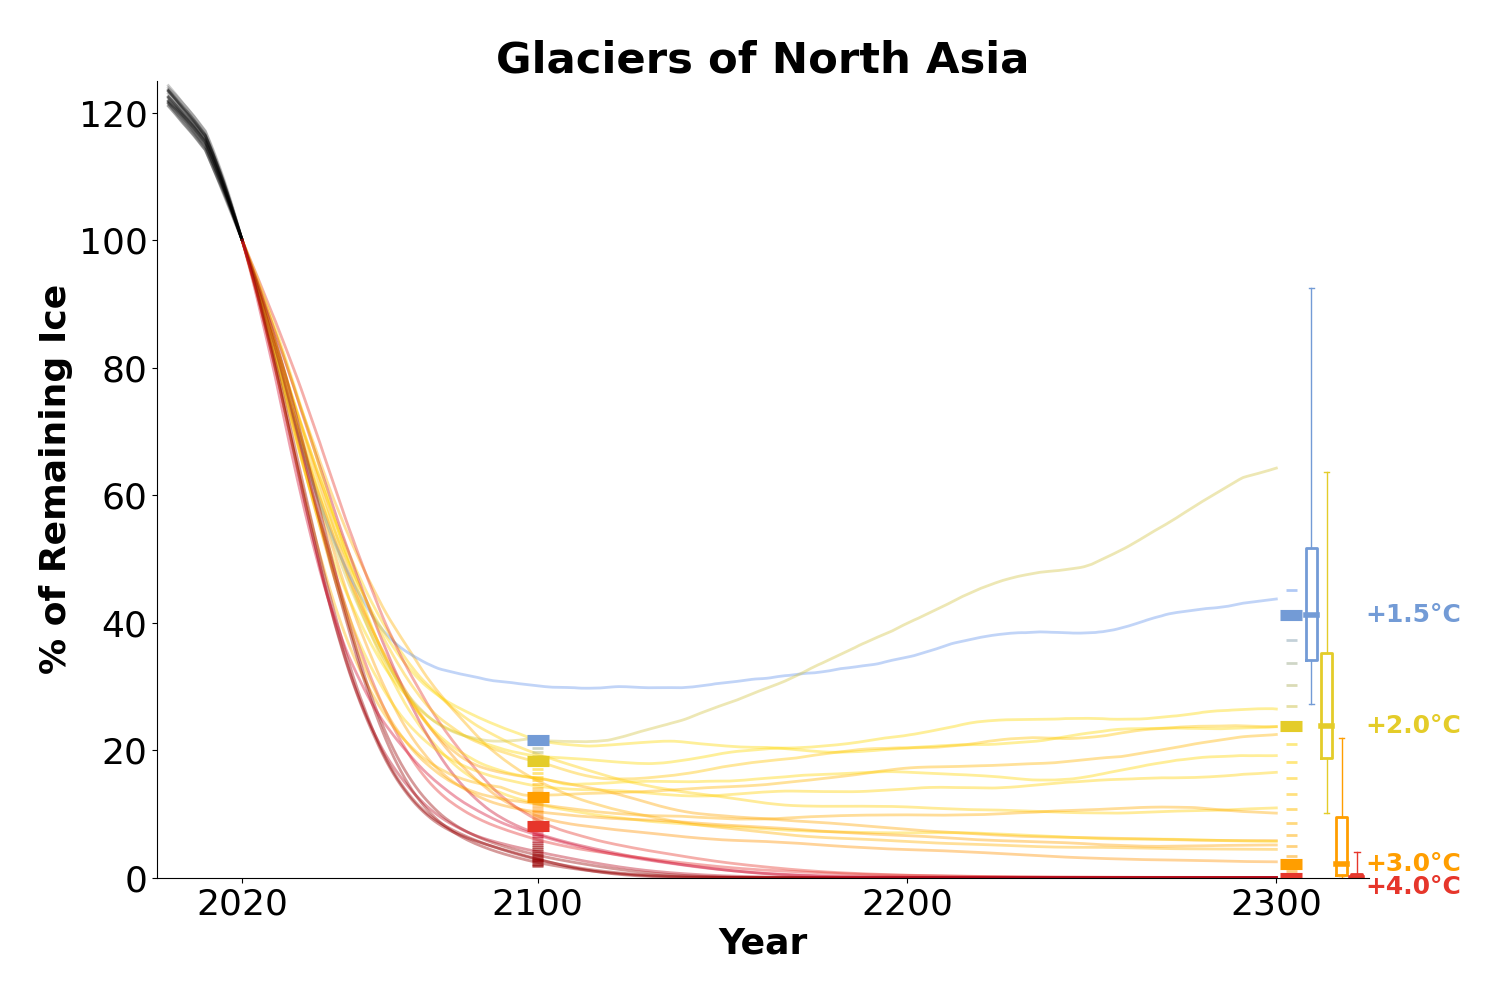 Glaciers of North Asia
% of Remaining Ice
120
100
80
60
40
20
0
+1.5°C
+2.0°C
+3.0°C
+4.0°C
2020
2100
2200
2300
Year